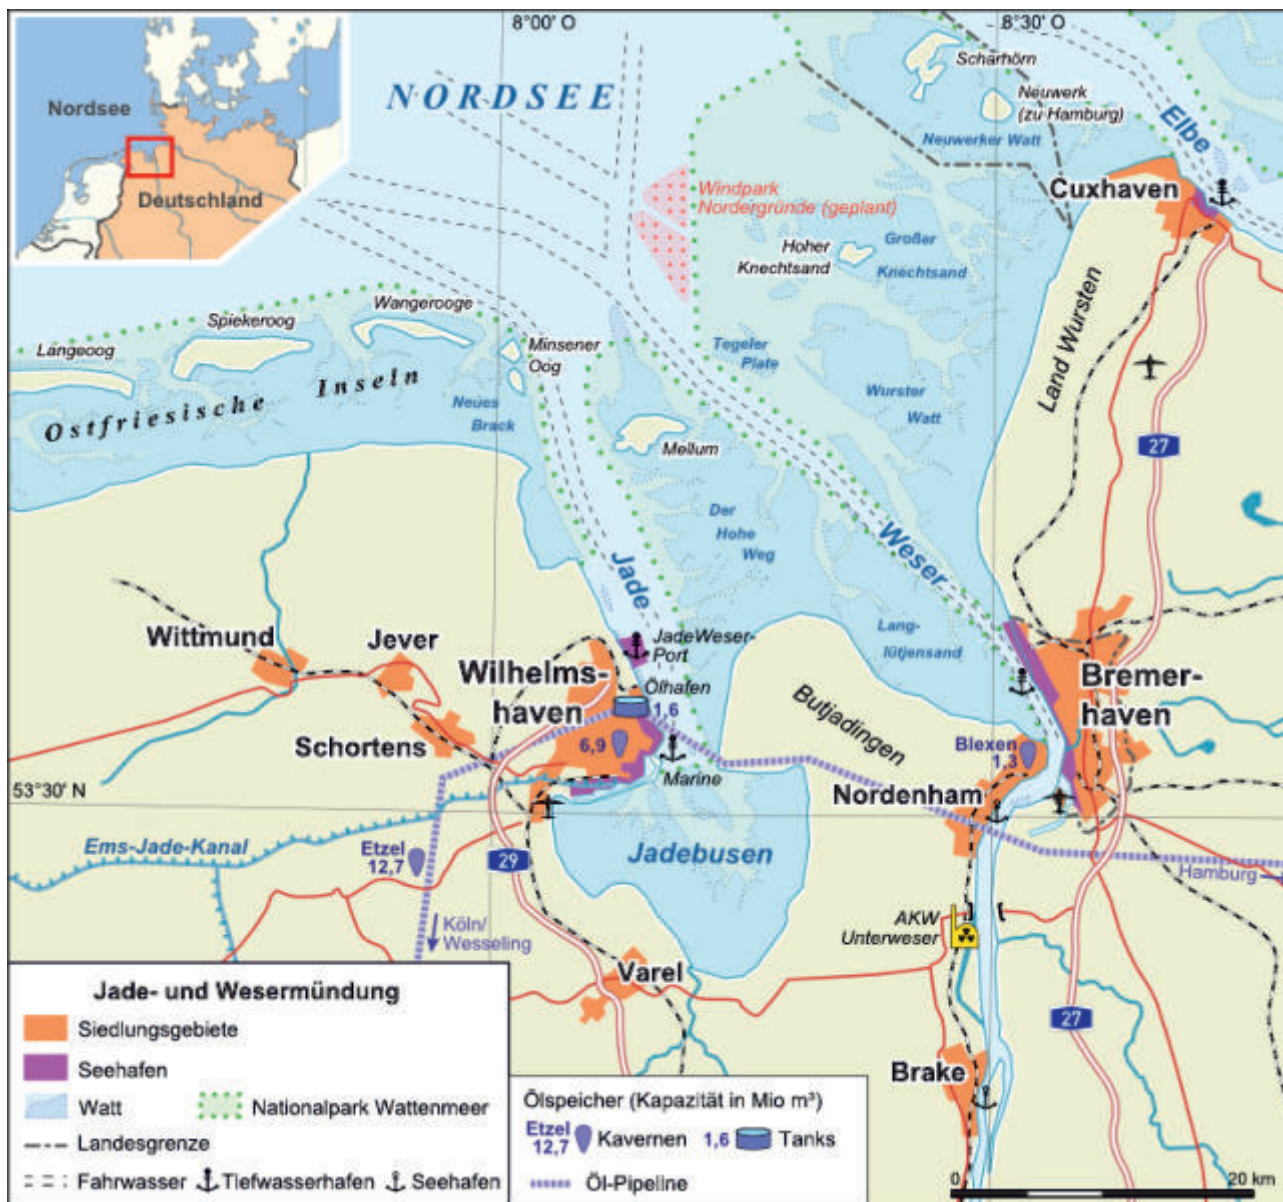 8°00' O
8°30' O
Nordsee
Deutschland
NORDSEE
Scharhörn
Neuwerk
(zu Hamburg)
Neuwerker Watt
Elbe
Cuxhaven
Windpark
Nordergründe (geplant)
Hoher
Knechtsand
Großer
Knechtsand
Land Wursten
Wangerooge
Spiekeroog
Langeoog
Minsener
Oog
Ostfriesische Inseln
Neues
Brack
Mellum
Tegeler
Plate
Wurster
Watt
27
Der
Hohe
Weg
Jade
Weser
Wittmund
Jever
JadeWeser-
Port
Lang-
lütjensand
Wilhelms-
haven
Ölhafen
1,6
Bremer-
haven
Butjadingen
Schortens
6,9
Blexen
1,3
Marine
53°30' N
Nordenham
Ems-Jade-Kanal
Etzel
12,7
29
Jadebusen
Hamburg
Köln/
Wesseling
AKW
Unterweser
Varel
27
Brake
Jade- und Wesermündung
Siedlungsgebiete
Seehafen
Watt
Nationalpark Wattenmeer
Landesgrenze
Fahrwasser
Tiefwasserhafen
Seehafen
Ölspeicher (Kapazität in Mio m³)
Etzel
12,7
Kavernen
1,6
Tanks
Öl-Pipeline
0
20 km